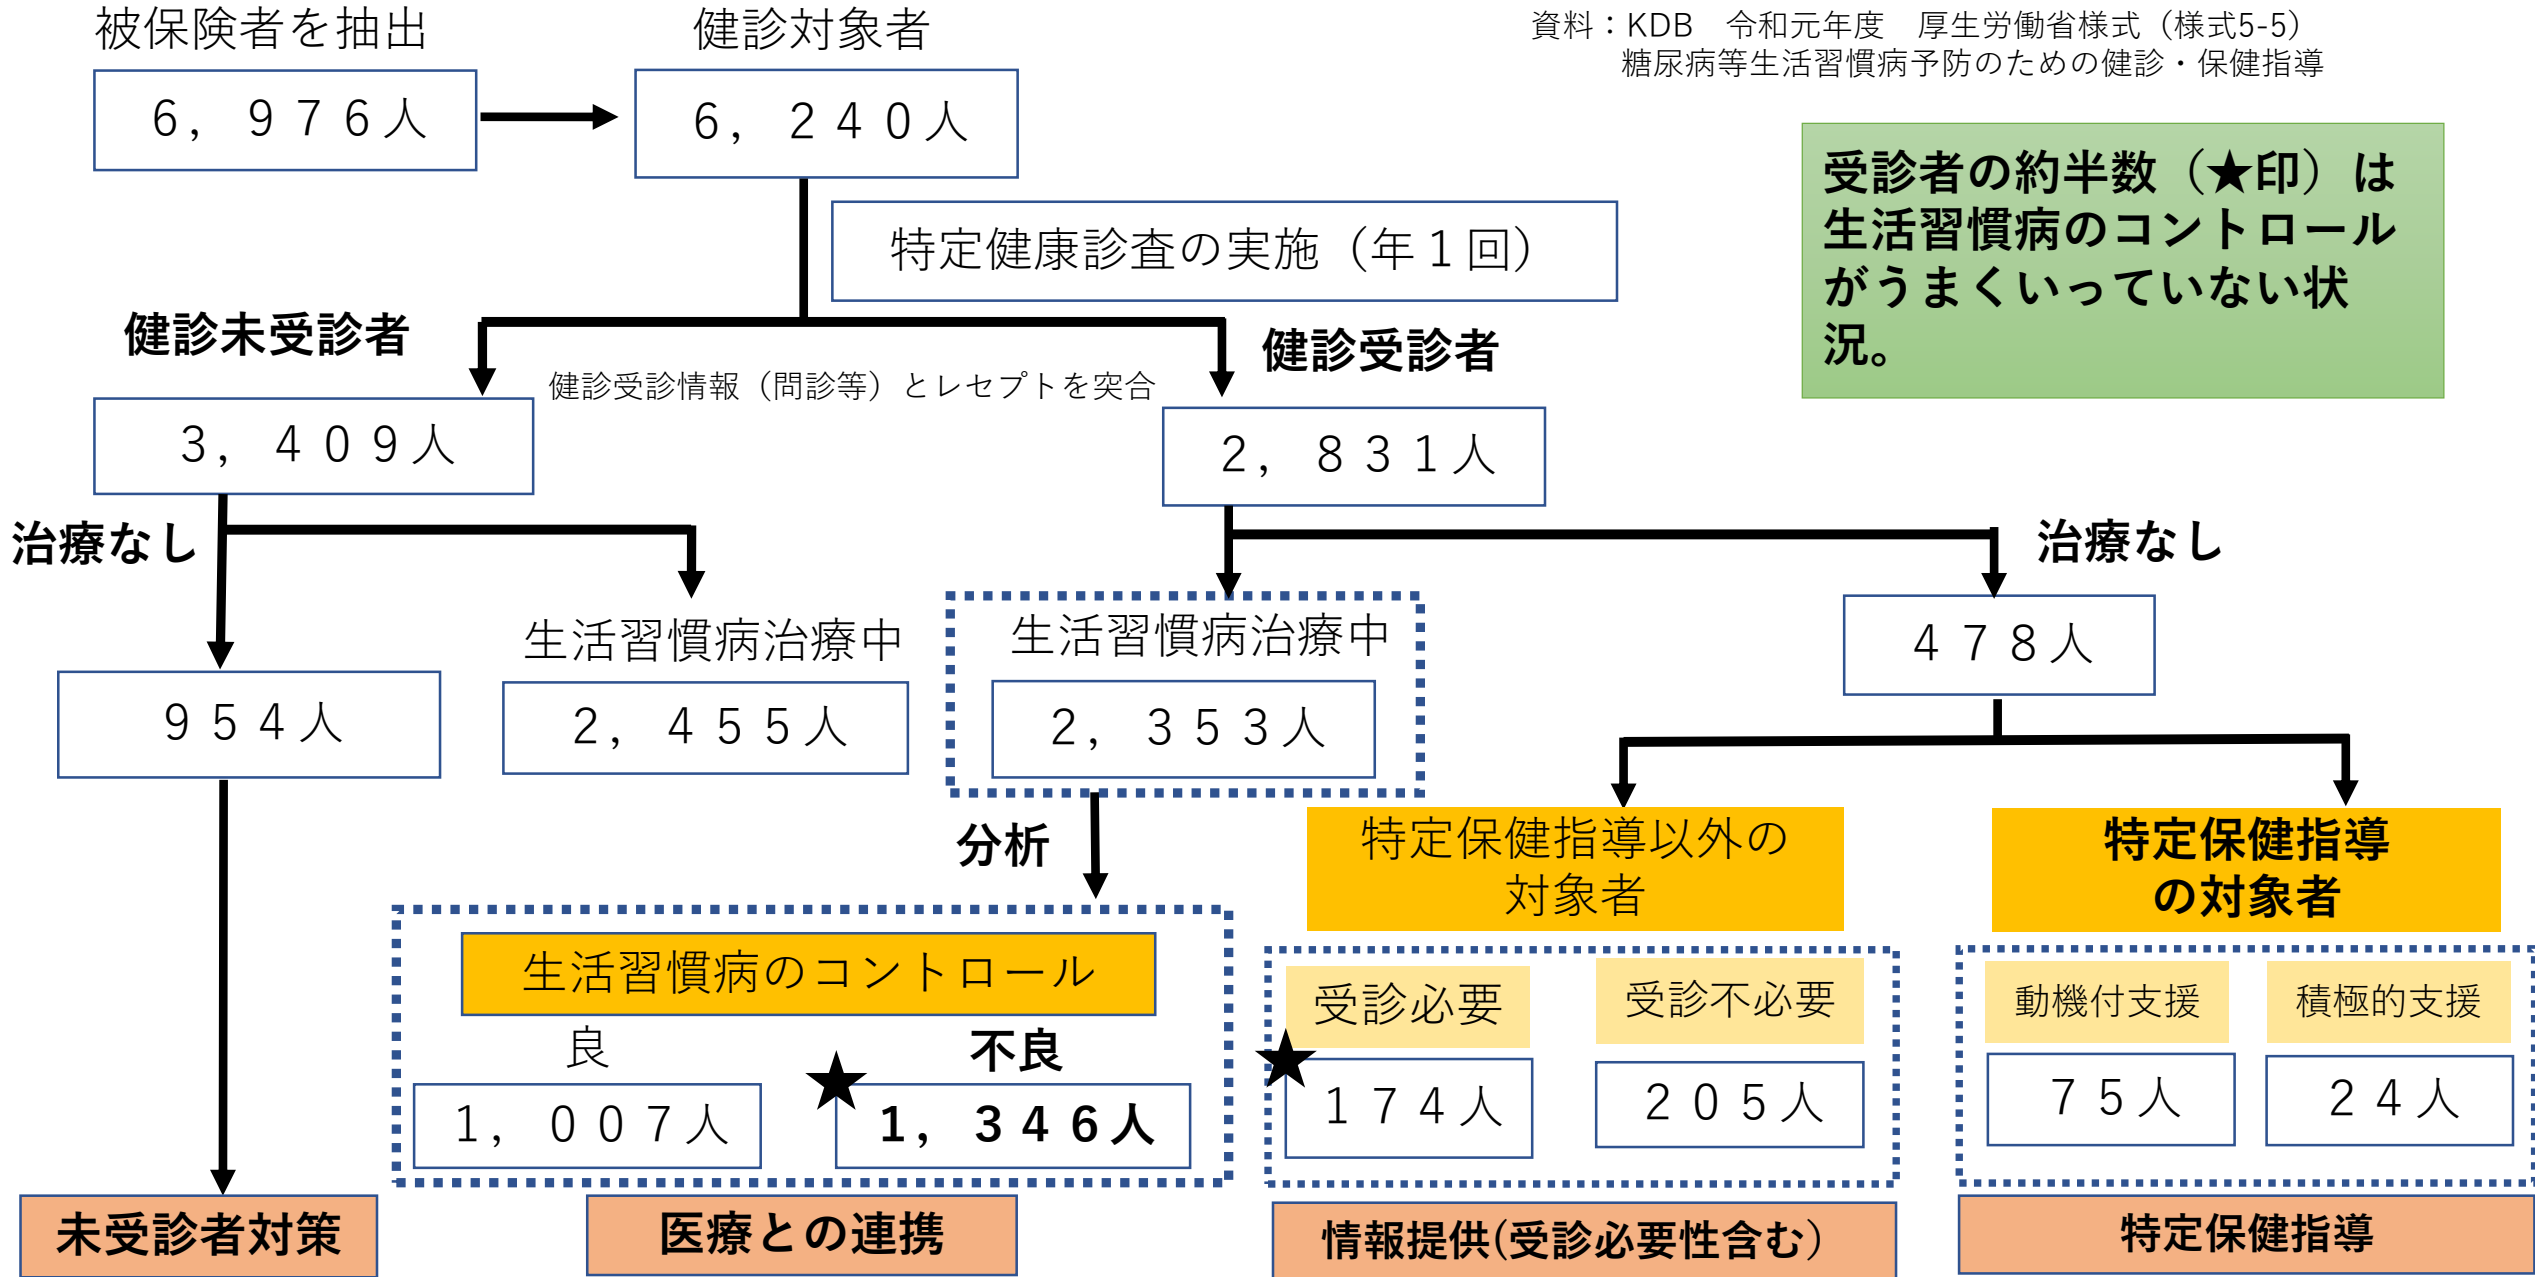 被保険者を抽出
健診対象者
資料：KDB　令和元年度　厚生労働省様式（様式5-5）
糖尿病等生活習慣病予防のための健診・保健指導
６，９７６人
６，２４０人
受診者の約半数（★印）は
生活習慣病のコントロール
がうまくいっていない状
況。
特定健康診査の実施（年１回）
健診未受診者
健診受診者
健診受診情報（問診等）とレセプトを突合
３，４０９人
２，８３１人
治療なし
治療なし
生活習慣病治療中
生活習慣病治療中
４７８人
９５４人
２，４５５人
２，３５３人
分析
特定保健指導以外の
対象者
特定保健指導
の対象者
生活習慣病のコントロール
受診必要
受診不必要
動機付支援
積極的支援
良
不良
★
★
１，００７人
１，３４６人
１７４人
２０５人
７５人
２４人
未受診者対策
医療との連携
情報提供(受診必要性含む）
特定保健指導